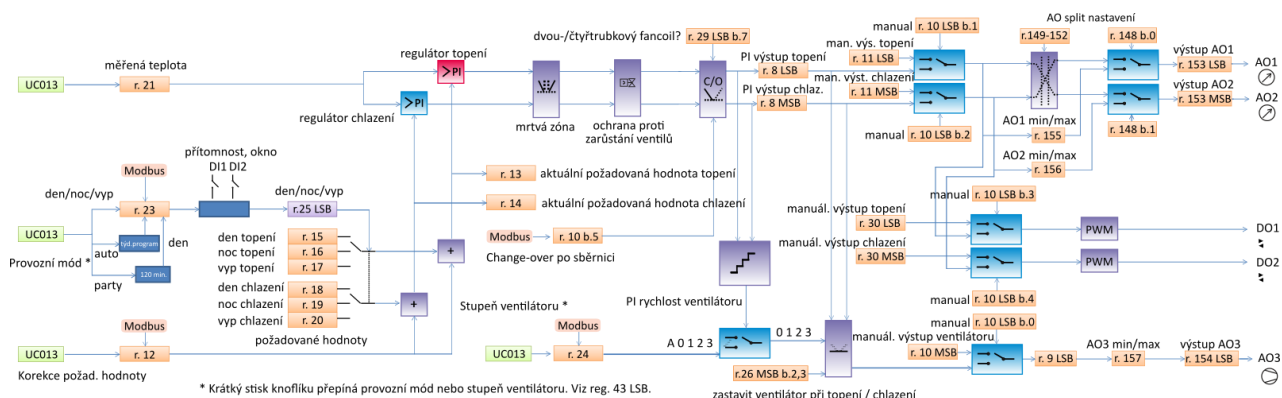 manual
r. 10 LSB b.1
AO split nastavení
dvou-/čtyřtrubkový fancoil?
r. 29 LSB b.7
man. výs. topení
r.149-152
r. 148 b.0
regulátor topení
PI výstup topení
r. 11 LSB
výstup AO1
měřená teplota
>PI
C/O
r. 8 LSB
man. výst. chlazení
r. 153 LSB
AO1
UC013
r. 21
PI výstup chlaz.
r. 11 MSB
výstup AO2
>PI
r. 8 MSB
r. 153 MSB
AO2
regulátor chlazení
mrtvá zóna
ochrana proti
zarůstání ventilů
manual
r. 10 LSB b.2
AO1 min/max
r. 148 b.1
r. 155
přítomnost, okno
DI1 DI2
AO2 min/max
Modbus
r. 13
aktuální požadovaná hodnota topení
r. 156
den/noc/vyp
den/noc/vyp
manual
r. 10 LSB b.3
r. 23
r.25 LSB
r. 14
aktuální požadovaná hodnota chlazení
manuál. výstup topení
r. 30 LSB
UC013
týd.program
den
auto
den topení
r. 15
Modbus
r. 10 b.5
manuál. výstup chlazení
PWM
DO1
Provozní mód *
noc topení
r. 16
+
Change-over po sběrnici
r. 30 MSB
PWM
DO2
120 min.
vyp topení
r. 17
party
den chlazení
r. 18
manual
r. 10 LSB b.4
noc chlazení
r. 19
+
Stupeň ventilátoru *
PI rychlost ventilátoru
vyp chlazení
r. 20
manual
r. 10 LSB b.0
Modbus
požadované hodnoty
Modbus
0 1 2 3
manuál. výstup ventilátoru
AO3 min/max
výstup AO3
UC013
r. 12
UC013
r. 24
A 0 1 2 3
r. 10 MSB
r. 9 LSB
r. 157
r. 154 LSB
AO3
Korekce požad. hodnoty
r.26 MSB b.2,3
* Krátký stisk knoflíku přepíná provozní mód nebo stupeň ventilátoru. Viz reg. 43 LSB.
zastavit ventilátor při topení / chlazení